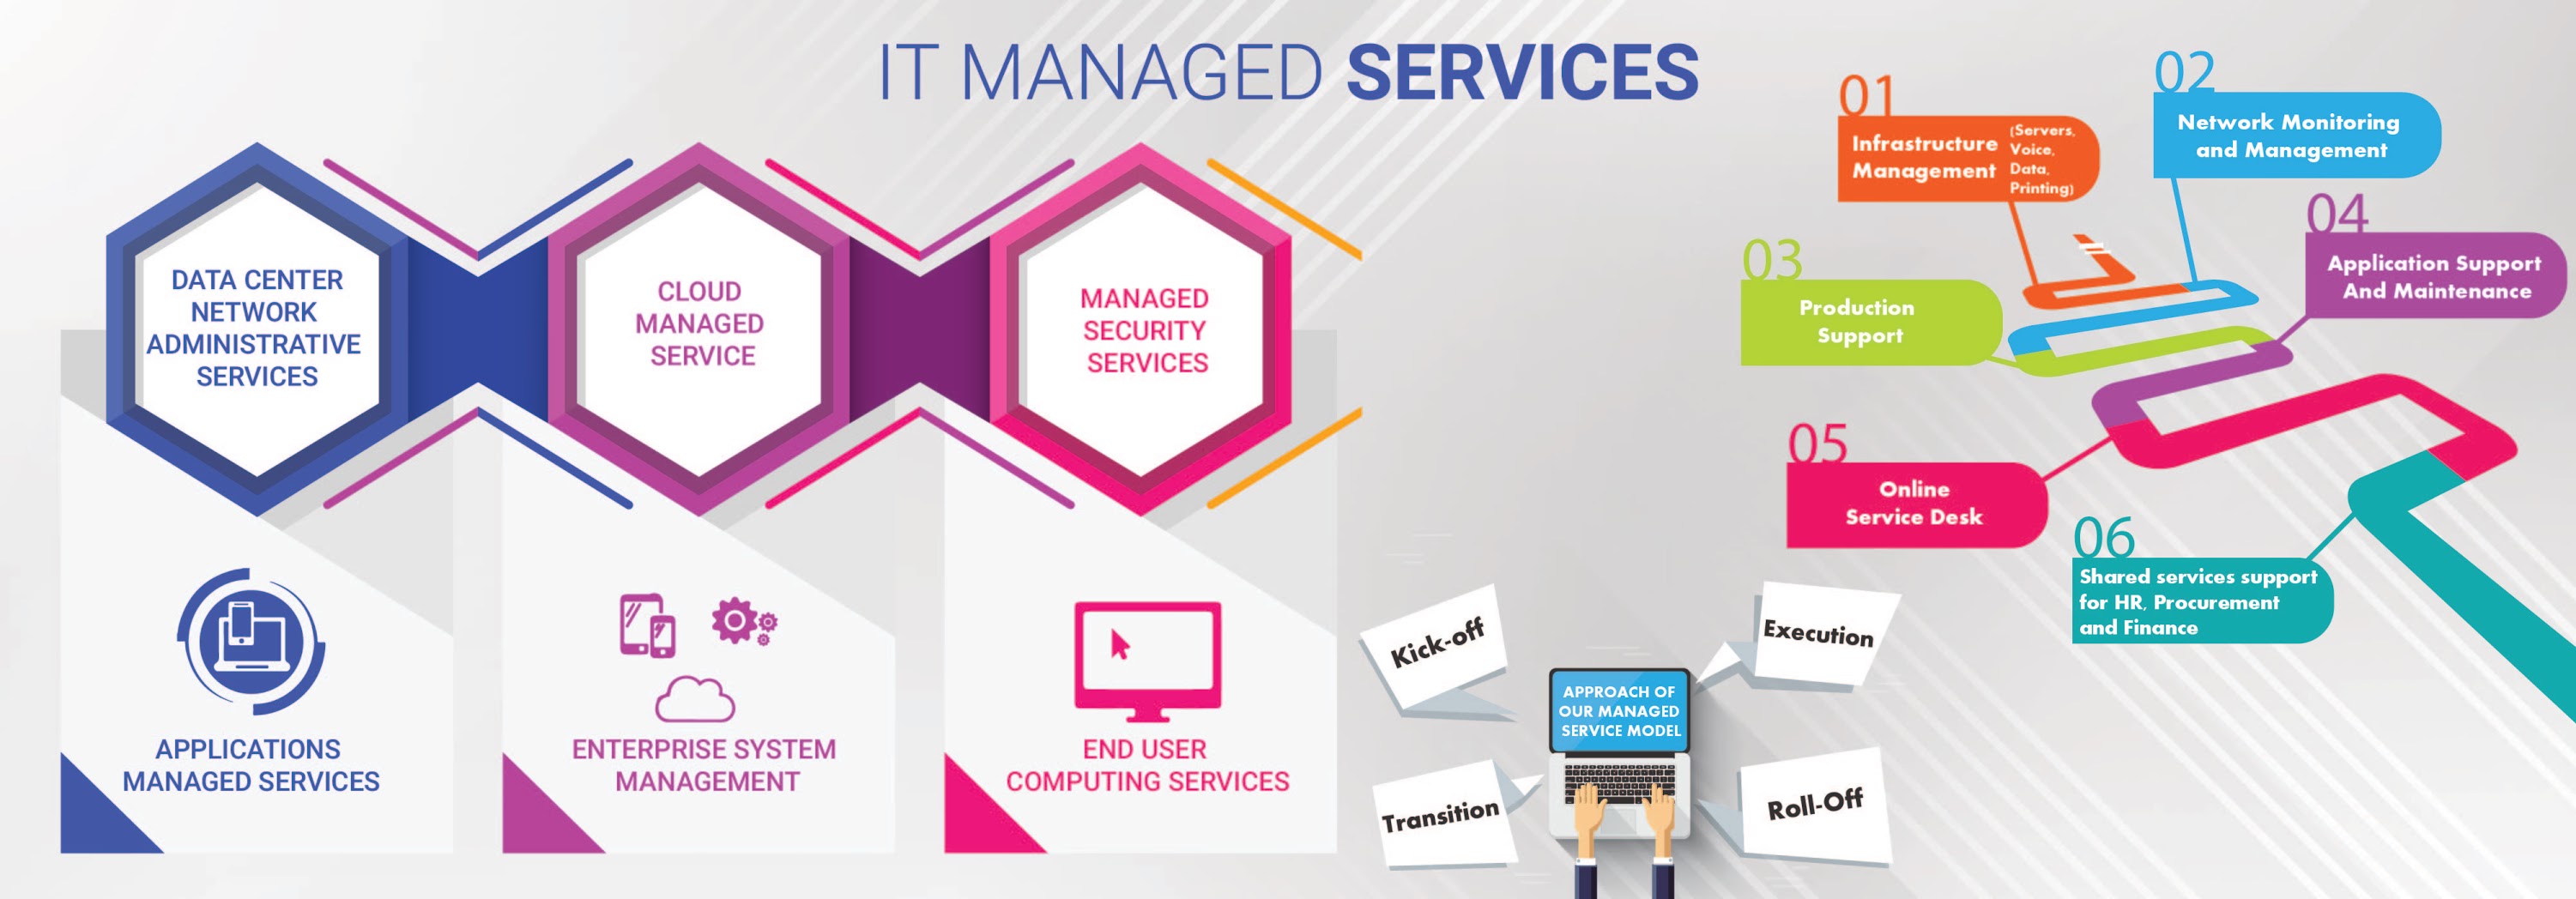 IT MANAGED SERVICES
DATA CENTER
NETWORK
ADMINISTRATIVE
SERVICES
CLOUD
MANAGED
SERVICE
MANAGED
SECURITY
SERVICES
APPLICATIONS
MANAGED SERVICES
ENTERPRISE SYSTEM
MANAGEMENT
END USER
COMPUTING SERVICES
01
Infrastructure
Management
(Servers,
Voice,
Data,
Printing)
02
Network Monitoring
and Management
03
Production
Support
04
Application Support
And Maintenance
05
Online
Service Desk
06
Shared services support
for HR, Procurement
and Finance
Kick-off
Execution
APPROACH OF
OUR MANAGED
SERVICE MODEL
Transition
Roll-Off